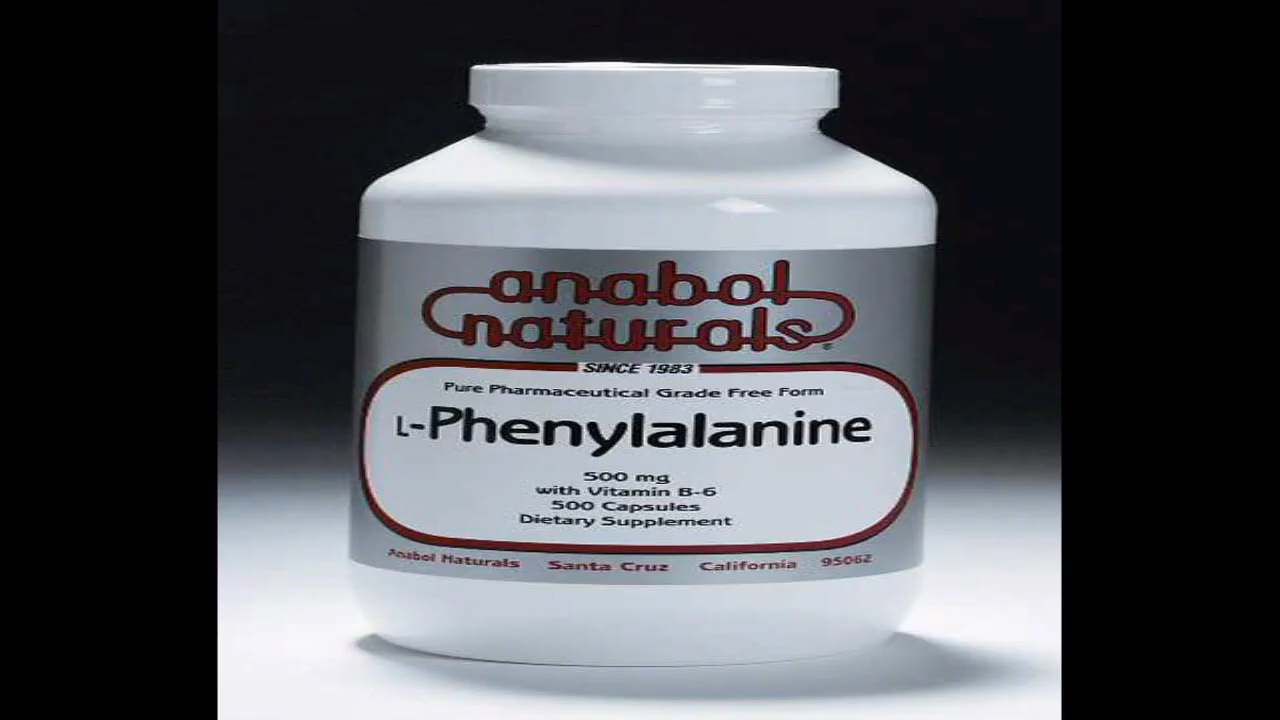 anabol
naturals®
SINCE 1983
Pure Pharmaceutical Grade Free Form
L-Phenylalanine
500 mg
with Vitamin B-6
500 Capsules
Dietary Supplement
Anabol Naturals Santa Cruz California 95062